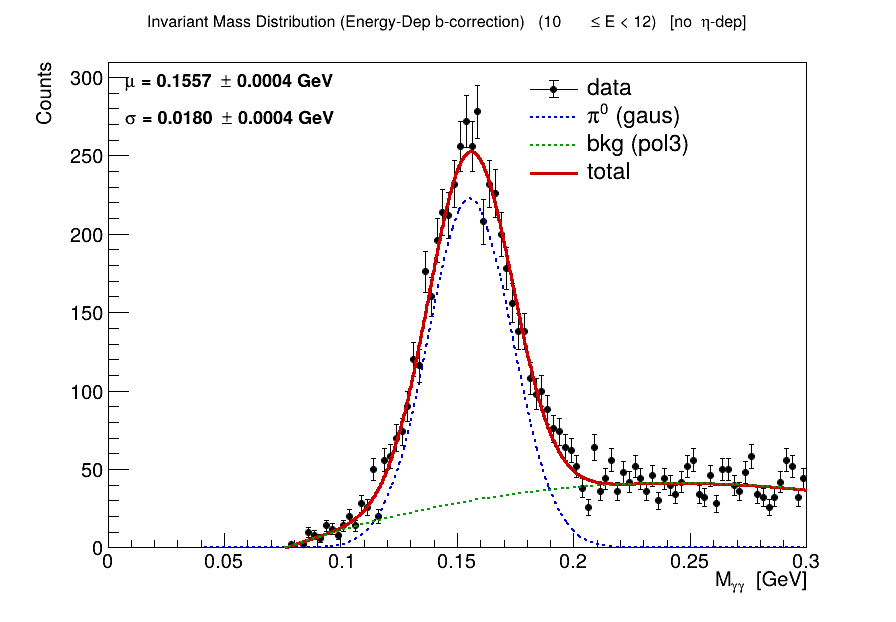 Invariant Mass Distribution (Energy-Dep b-correction) (10 ≤ E < 12) [no η-dep]
Counts
μ = 0.1557 ± 0.0004 GeV
σ = 0.0180 ± 0.0004 GeV
data
π⁰ (gaus)
bkg (pol3)
total
300
250
200
150
100
50
0
0 0.05 0.1 0.15 0.2 0.25 0.3
Mγγ [GeV]